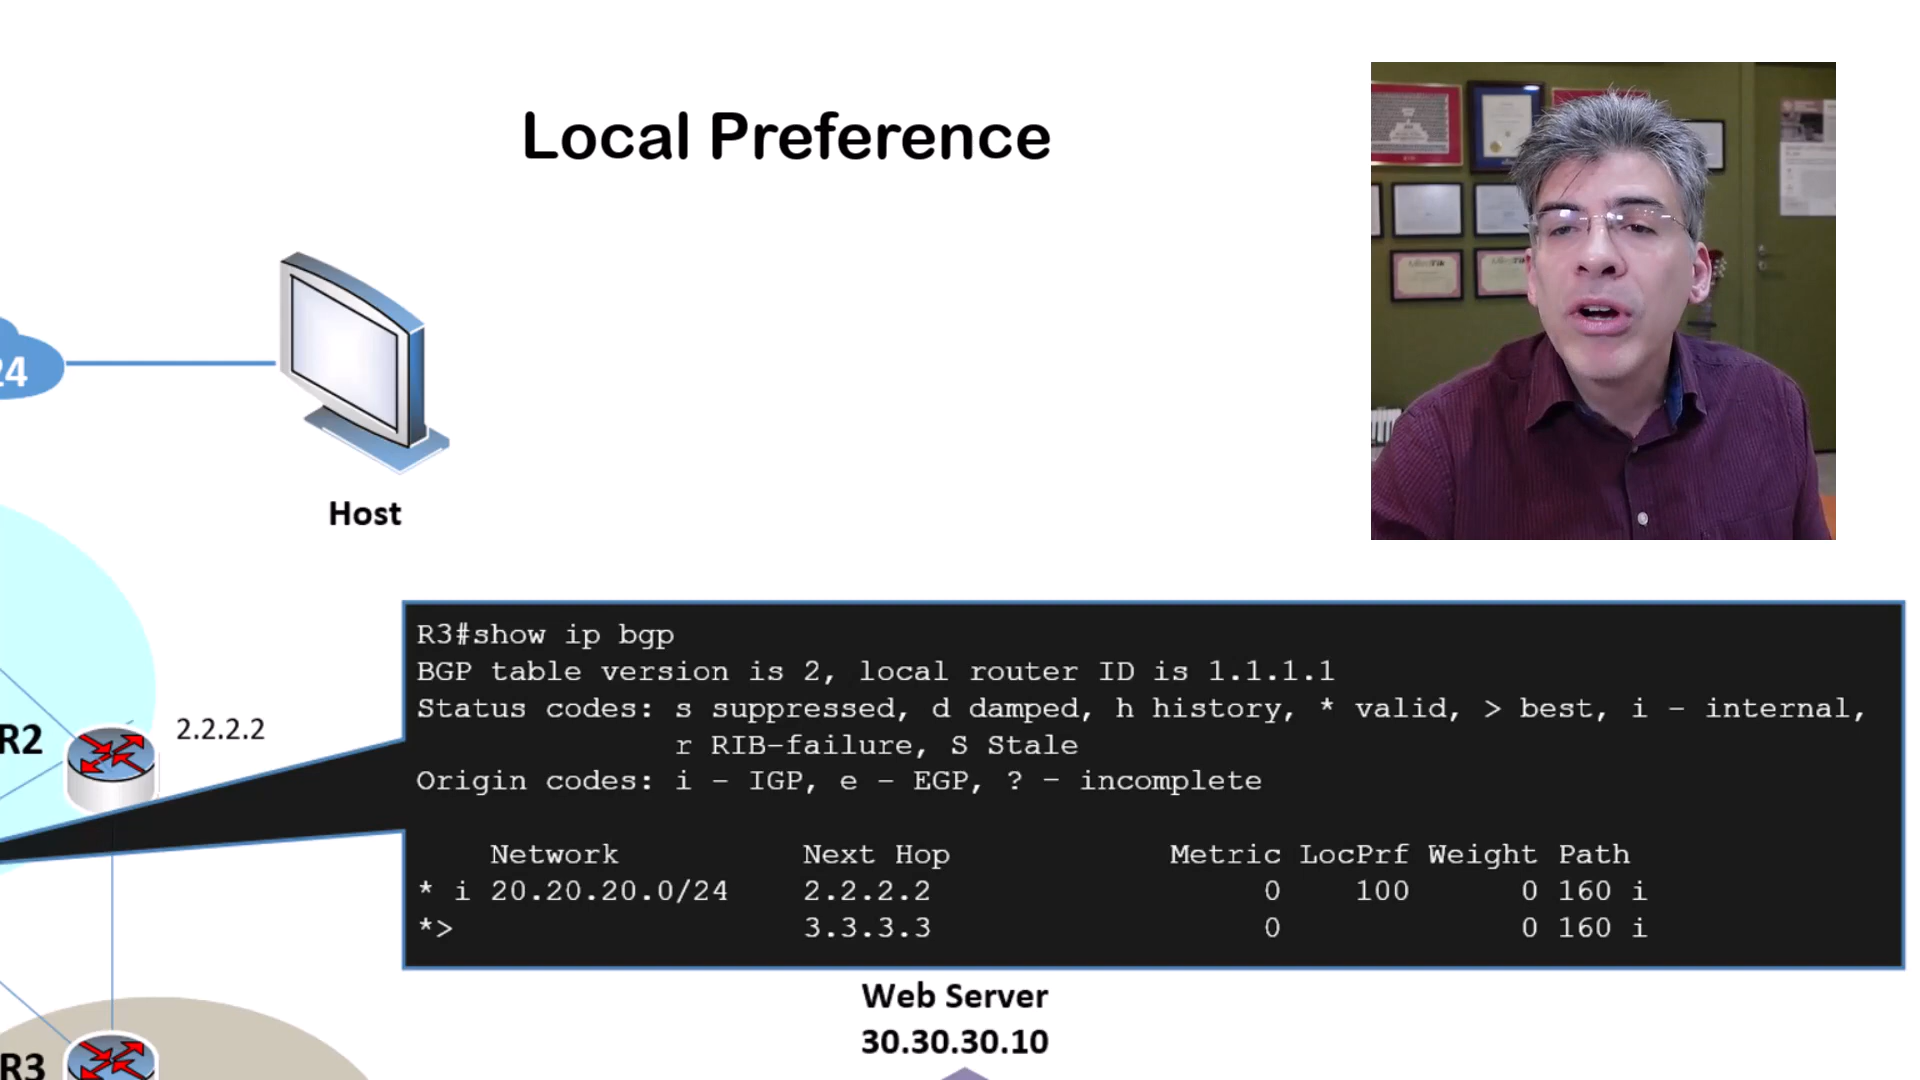 Local Preference
24
Host
R2
2.2.2.2
R3#show ip bgp
BGP table version is 2, local router ID is 1.1.1.1
Status codes: s suppressed, d damped, h history, * valid, > best, i - internal,
r RIB-failure, S Stale
Origin codes: i - IGP, e - EGP, ? - incomplete
Network Next Hop Metric LocPrf Weight Path
* i 20.20.20.0/24 2.2.2.2 0 100 0 160 i
*> 3.3.3.3 0 0 160 i
Web Server
30.30.30.10
R3